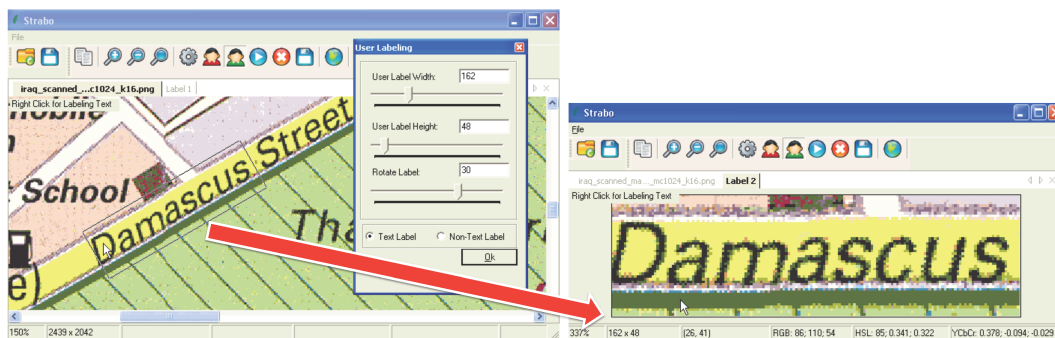 Strabo
File
iraq_scanned_...c1024_k16.png Label 1
Right Click for Labeling Text
School
Damascus Street
e)
150% 2439 x 2042
User Labeling
User Label Width: 162
User Label Height: 48
Rotate Label: 30
Text Label Non-Text Label
Ok
Strabo
File
iraq_scanned_ma..._mc1024_k16.png Label 2
Right Click for Labeling Text
Damascus
337% 162 x 48 (26, 41) RGB: 86; 110; 54 HSL: 85; 0.341; 0.322 YCbCr: 0.378; -0.094; -0.029